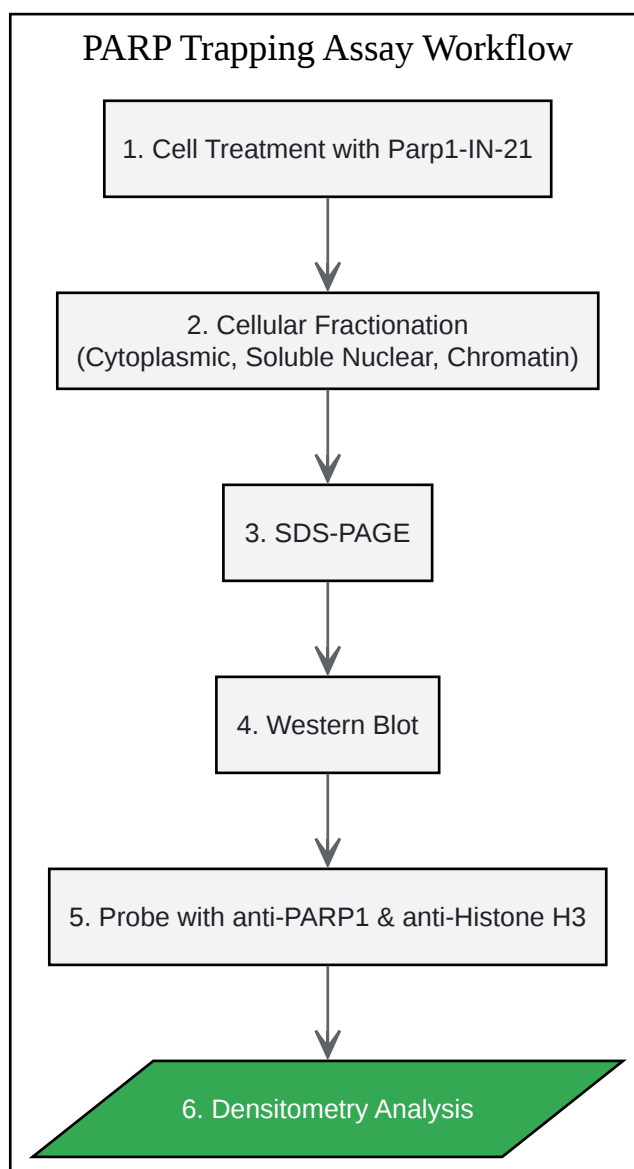 PARP Trapping Assay Workflow
1. Cell Treatment with Parp1-IN-21
2. Cellular Fractionation
(Cytoplasmic, Soluble Nuclear, Chromatin)
3. SDS-PAGE
4. Western Blot
5. Probe with anti-PARP1 & anti-Histone H3
6. Densitometry Analysis